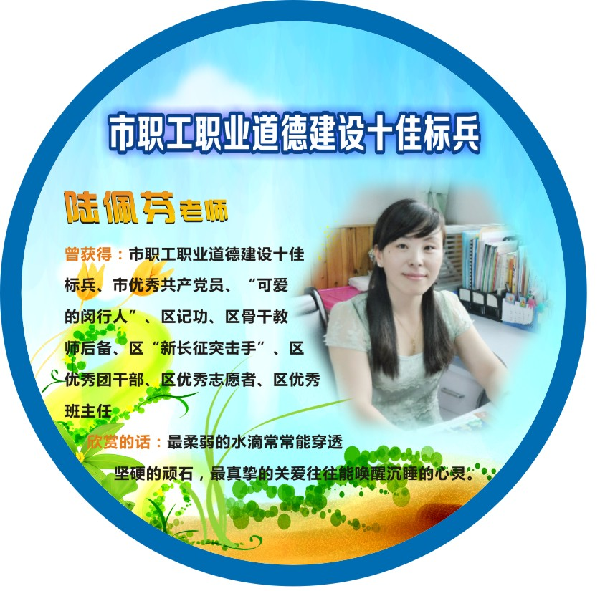 市职工职业道德建设十佳标兵
陆佩芬老师
曾获得：市职工职业道德建设十佳
标兵、市优秀共产党员、“可爱
的闵行人”、区记功、区骨干教
师后备、区“新长征突击手”、区
优秀团干部、区优秀志愿者、区优秀
班主任
欣赏的话：最柔弱的水滴常常能穿透
坚硬的顽石，最真挚的关爱往往能唤醒沉睡的心灵。